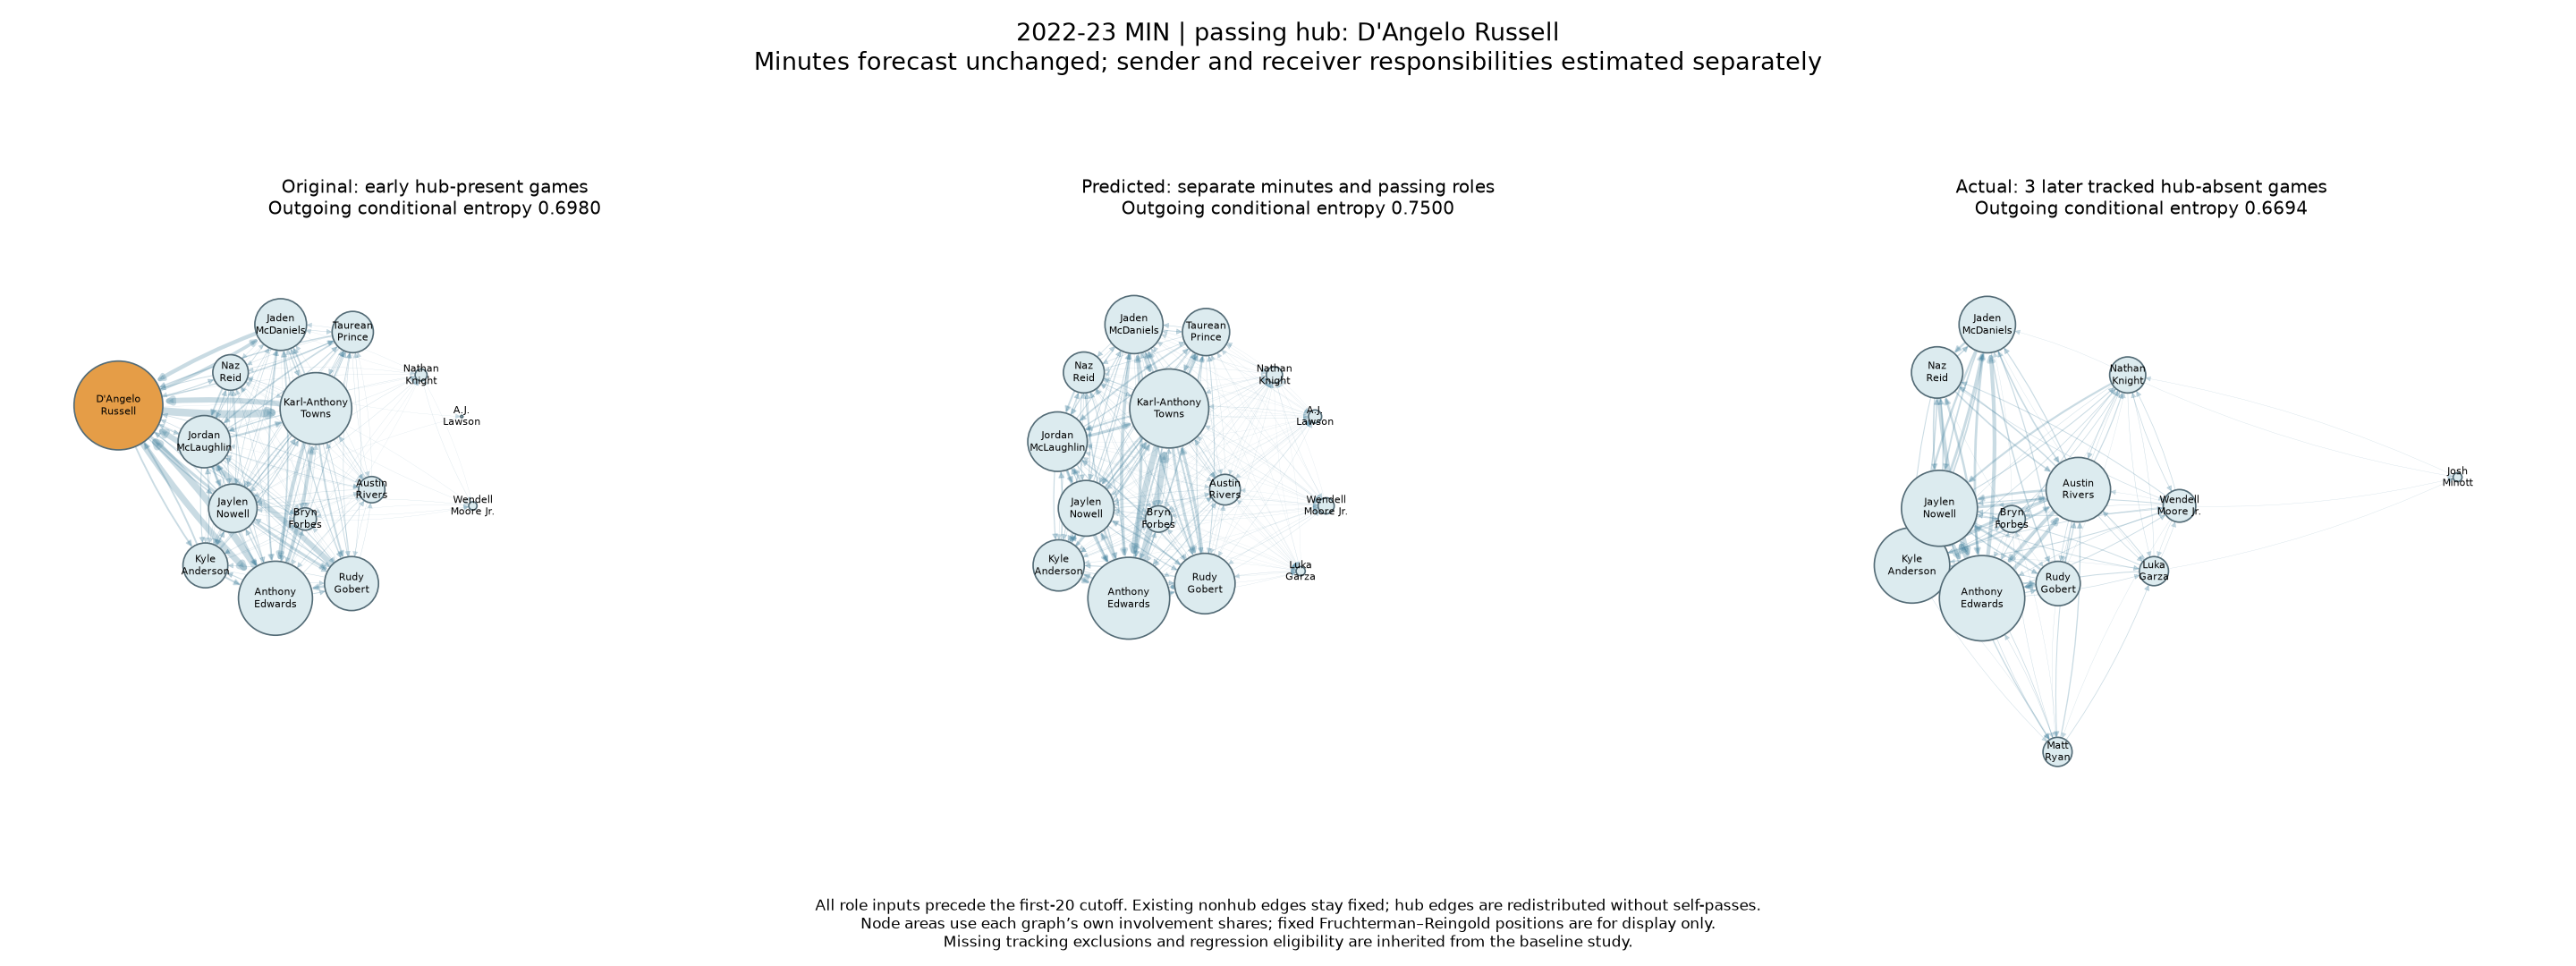 2022-23 MIN | passing hub: D'Angelo Russell
Minutes forecast unchanged; sender and receiver responsibilities estimated separately
Original: early hub-present games
Outgoing conditional entropy 0.6980
Jaden
McDaniels
Taurean
Prince
Naz
Reid
Nathan
Knight
D'Angelo
Russell
Karl-Anthony
Towns
A.J.
Lawson
Jordan
McLaughlin
Austin
Rivers
Jaylen
Nowell
Bryn
Forbes
Wendell
Moore Jr.
Kyle
Anderson
Rudy
Gobert
Anthony
Edwards
Predicted: separate minutes and passing roles
Outgoing conditional entropy 0.7500
Jaden
McDaniels
Taurean
Prince
Naz
Reid
Nathan
Knight
Karl-Anthony
Towns
A.J.
Lawson
Jordan
McLaughlin
Austin
Rivers
Jaylen
Nowell
Bryn
Forbes
Wendell
Moore Jr.
Kyle
Anderson
Luka
Garza
Rudy
Gobert
Anthony
Edwards
Actual: 3 later tracked hub-absent games
Outgoing conditional entropy 0.6694
Jaden
McDaniels
Naz
Reid
Nathan
Knight
Josh
Minott
Austin
Rivers
Jaylen
Nowell
Bryn
Forbes
Wendell
Moore Jr.
Kyle
Anderson
Luka
Garza
Rudy
Gobert
Anthony
Edwards
Matt
Ryan
All role inputs precede the first-20 cutoff. Existing nonhub edges stay fixed; hub edges are redistributed without self-passes.
Node areas use each graph’s own involvement shares; fixed Fruchterman–Reingold positions are for display only.
Missing tracking exclusions and regression eligibility are inherited from the baseline study.